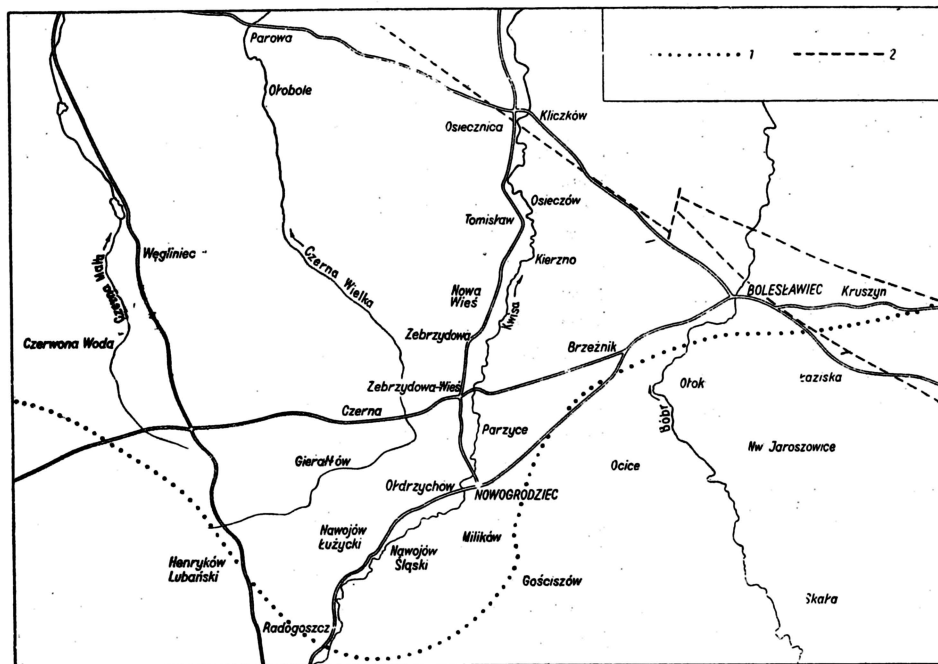 1
2
Parowa
Ołobole
Osiecznica
Kliczków
Osieczów
Tomisław
Kierzno
Węgliniec
Czerna Mała
Czerna Wielka
Nowa
Wieś
Kwisa
BOLESŁAWIEC
Kruszyn
Zebrzydowa
Czerwona Woda
Brzeźnik
Zebrzydowa-Wieś
Ołok
Łaziska
Czerna
Bóbr
Parzyce
Nw Jaroszowice
Gierałtów
Ocice
Ołdrzychów
NOWOGRODZIEC
Nawojów
Łużycki
Milików
Nawojów
Śląski
Henryków
Lubański
Gościszów
Skała
Radogoszcz